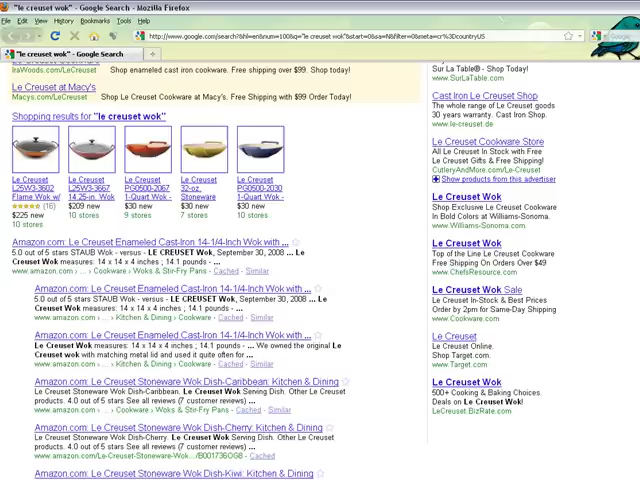 "le creuset wok" - Google Search - Mozilla Firefox
File Edit View History Bookmarks Tools Help
http://www.google.com/search?hl=en&num=100&q="le creuset wok"&start=0&sa=N&filter=0&meta=cr%3DcountryUS
Google
"le creuset wok" - Google Search
Le Creuset Cast Iron Cookware
IraWoods.com/LeCreuset Shop enameled cast iron cookware. Free shipping over $99. Shop today!
Le Creuset at Macy's
Macys.com/LeCreuset Shop Le Creuset Cookware at Macy's. Free Shipping with $99 Order Today!
Shopping results for "le creuset wok"
Le Creuset L25W3-3602 Flame Wok w/
(16)
$225 new
10 stores
Le Creuset L25W3-3667 14.25-in. Wok
$209 new
10 stores
Le Creuset PG0500-2067 1-Quart Wok -
$30 new
9 stores
Le Creuset 32-oz. Stoneware
$30 new
7 stores
Le Creuset PG0500-2030 1-Quart Wok -
$30 new
10 stores
Amazon.com: Le Creuset Enameled Cast-Iron 14-1/4-Inch Wok with ...
5.0 out of 5 stars STAUB Wok - versus - LE CREUSET WOK, September 30, 2008 ... Le
Creuset Wok measures: 14 x 14 x 4 inches ; 14.1 pounds - ...
www.amazon.com › ... › Cookware › Woks & Stir-Fry Pans - Cached - Similar
Amazon.com: Le Creuset Enameled Cast-Iron 14-1/4-Inch Wok with ...
5.0 out of 5 stars STAUB Wok - versus - LE CREUSET WOK, September 30, 2008 ... Le
Creuset Wok measures: 14 x 14 x 4 inches ; 14.1 pounds - ...
www.amazon.com › ... › Kitchen & Dining › Cookware - Cached - Similar
Amazon.com: Le Creuset Enameled Cast-Iron 14-1/4-Inch Wok with ...
Le Creuset Wok measures: 14 x 14 x 4 inches ; 14.1 pounds - ... We owned the original Le
Creuset wok with matching metal lid and used it quite often for ...
www.amazon.com › ... › Kitchen & Dining › Cookware - Cached - Similar
Amazon.com: Le Creuset Stoneware Wok Dish-Caribbean: Kitchen & Dining
Le Creuset Stoneware Wok Dish-Caribbean. Le Creuset Wok Serving Dish. Other Le Creuset
products. 4.0 out of 5 stars See all reviews (7 customer reviews) ...
www.amazon.com › ... › Cookware › Woks & Stir-Fry Pans - Cached - Similar
Amazon.com: Le Creuset Stoneware Wok Dish-Cherry: Kitchen & Dining
Le Creuset Stoneware Wok Dish-Cherry. Le Creuset Wok Serving Dish. Other Le Creuset
products. 4.0 out of 5 stars See all reviews (7 customer reviews) ...
www.amazon.com/Le-Creuset-Stoneware-Wok.../B001736OG8 - Cached
Amazon.com: Le Creuset Stoneware Wok Dish-Kiwi: Kitchen & Dining
Sur La Table® - Shop Today!
www.SurLaTable.com
Cast Iron Le Creuset Shop
The whole range of Le Creuset goods
30 years warranty. Cast Iron Shop.
www.le-creuset.de
Le Creuset Cookware Store
All Le Creuset In Stock with Free
Le Creuset Gifts & Free Shipping!
CutleryAndMore.com/Le-Creuset
Show products from this advertiser
Le Creuset Wok
Shop Exclusive Le Creuset Cookware
In Bold Colors at Williams-Sonoma.
www.Williams-Sonoma.com
Le Creuset Wok
Top of the Line Le Creuset Cookware
Free Shipping On Orders Over $49
www.ChefsResource.com
Le Creuset Wok Sale
Le Creuset In-Stock & Best Prices
Order by 2pm for Same-Day Shipping
www.Cookware.com
Le Creuset
Le Creuset Online.
Shop Target.com.
www.Target.com
Le Creuset Wok
500+ Cooking & Baking Choices.
Deals on Le Creuset Wok!
LeCreuset.BizRate.com